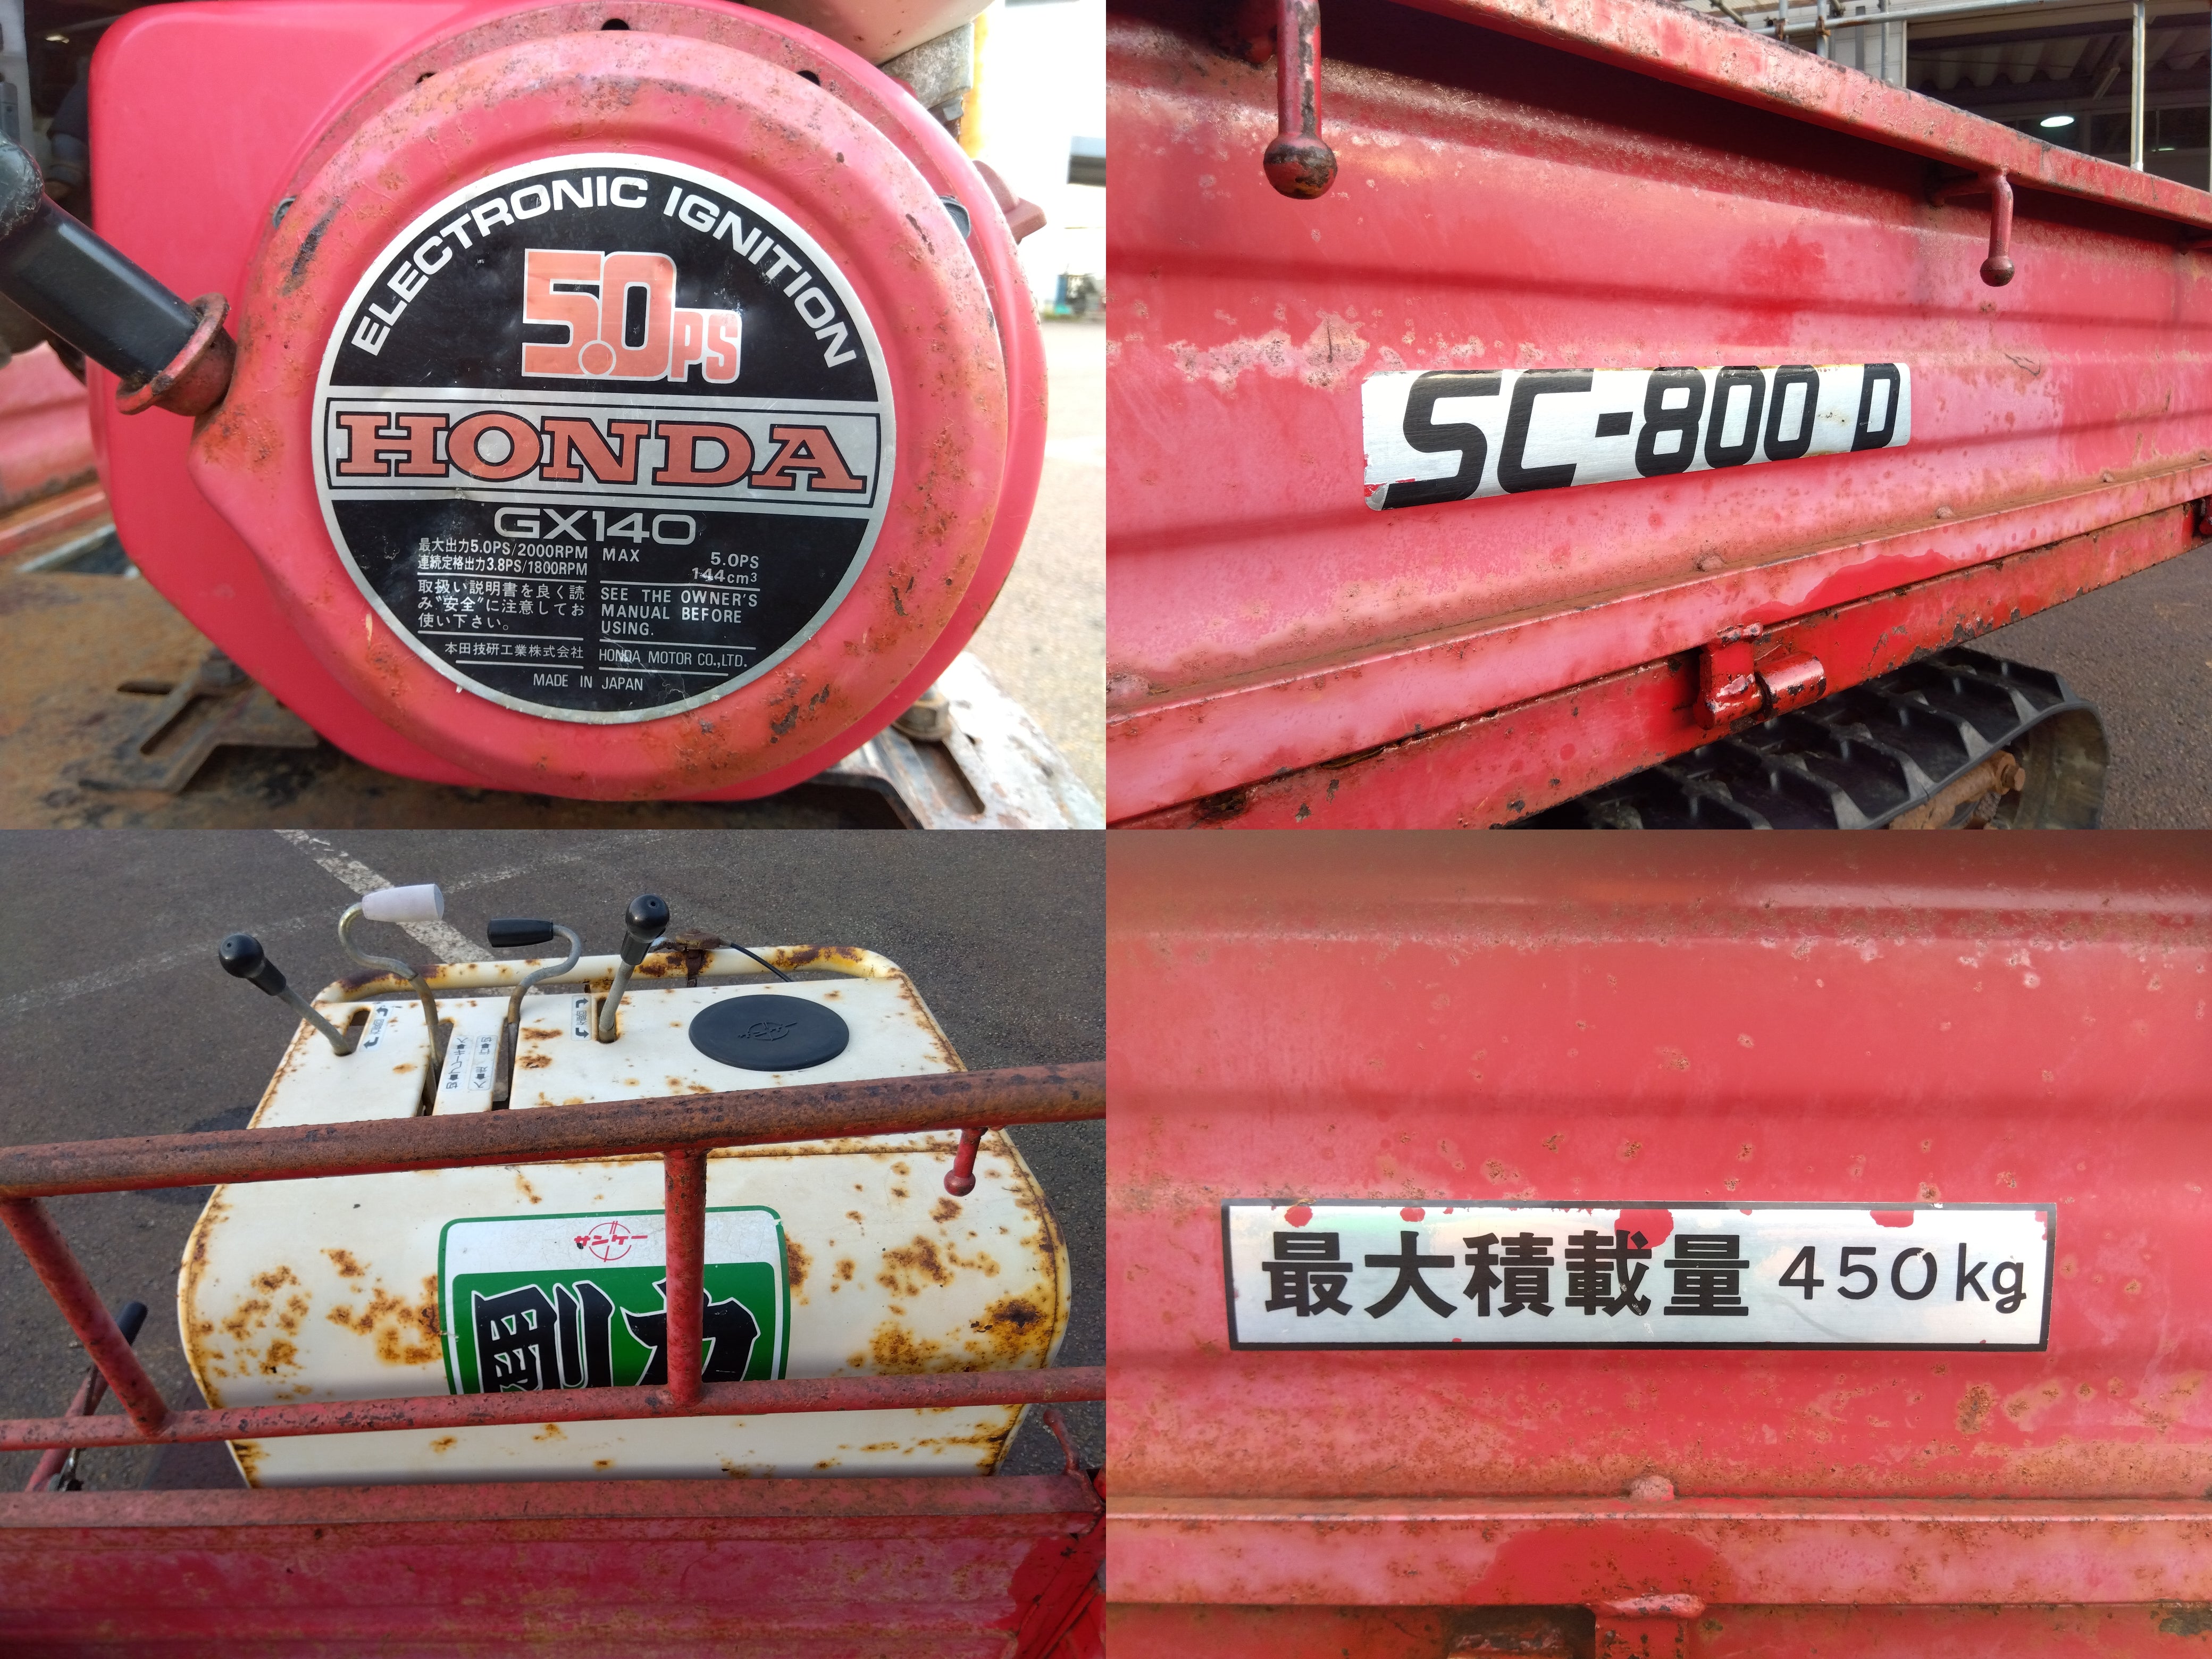 ELECTRONIC IGNITION
5.0PS
HONDA
GX140
最大出力5.0PS/2000RPM
連続定格出力3.8PS/1800RPM
取扱い説明書を良く読
み"安全"に注意してお
使い下さい。
本田技研工業株式会社
MAX 5.0PS
144cm³
SEE THE OWNER'S
MANUAL BEFORE
USING.
HONDA MOTOR CO.,LTD.
MADE IN JAPAN
SC-800 D
サンケー
剛力
最大積載量 450kg